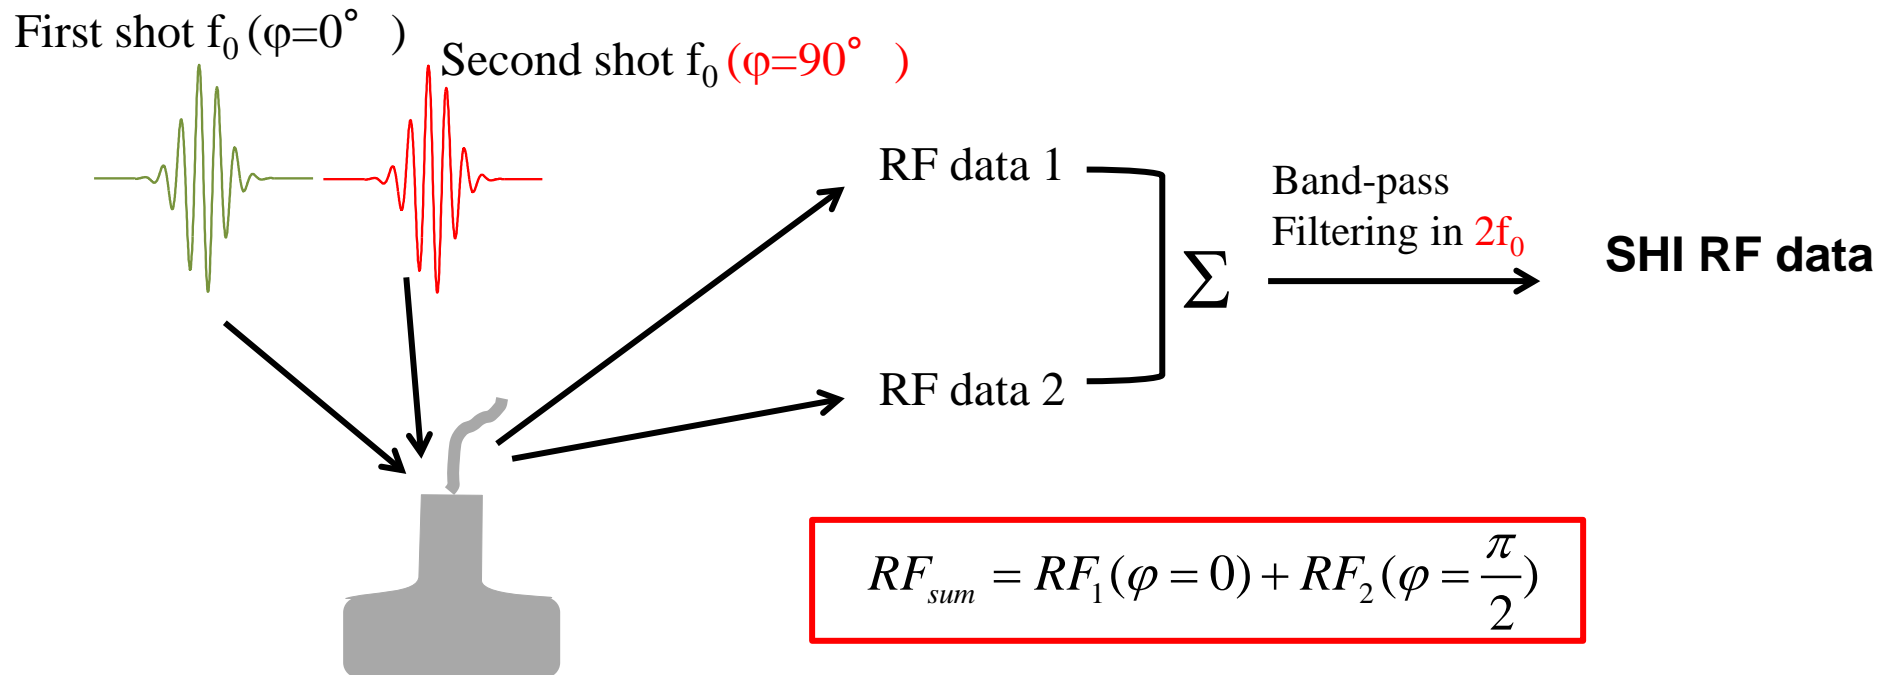 First shot f₀ (φ=0° )
Second shot f₀ (φ=90° )
RF data 1
RF data 2
∑
Band-pass
Filtering in 2f₀
SHI RF data
RF_sum = RF₁(φ = 0) + RF₂(φ = π/2)